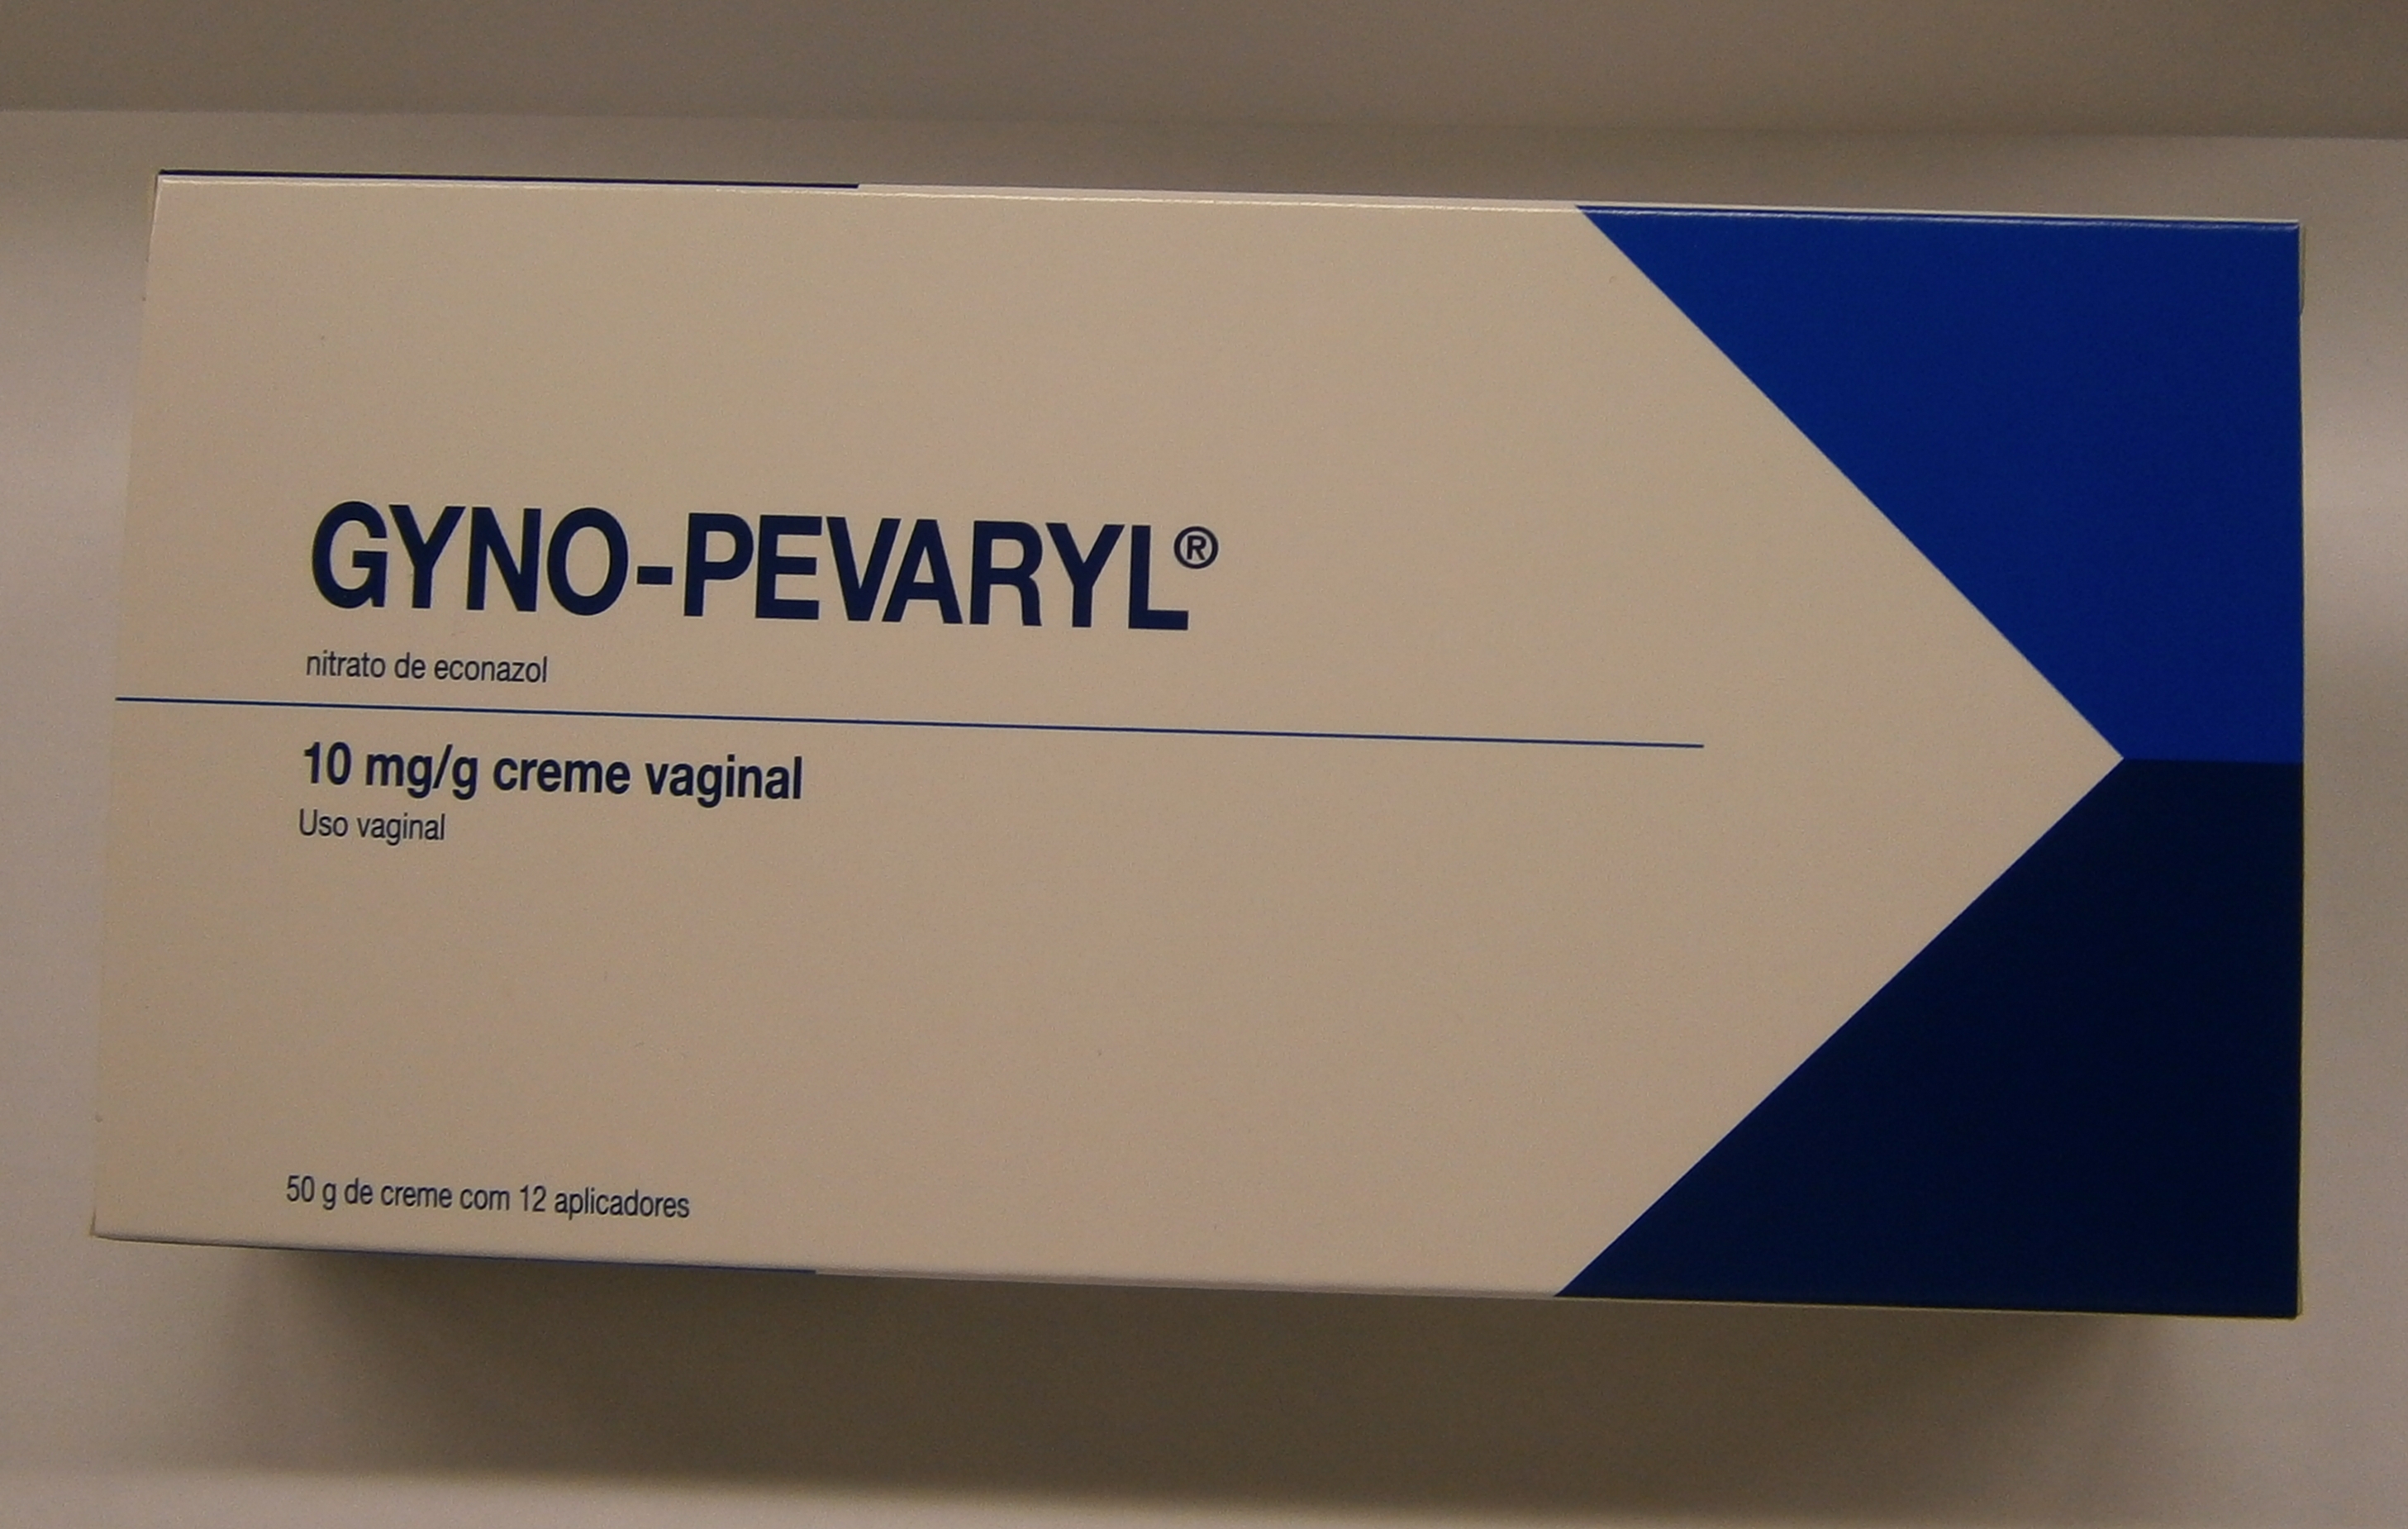 GYNO-PEVARYL®
nitrato de econazol
10 mg/g creme vaginal
Uso vaginal
50 g de creme com 12 aplicadores